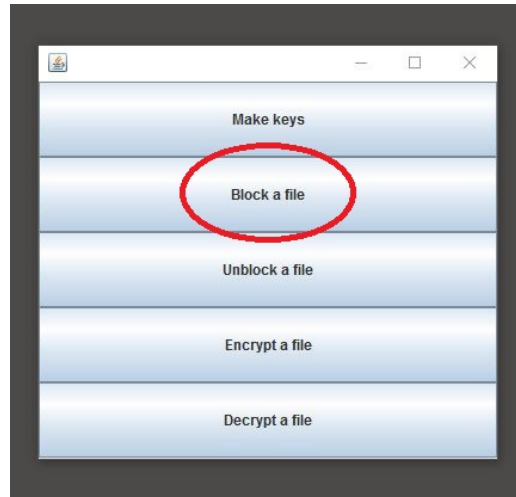 Make keys
Block a file
Unblock a file
Encrypt a file
Decrypt a file